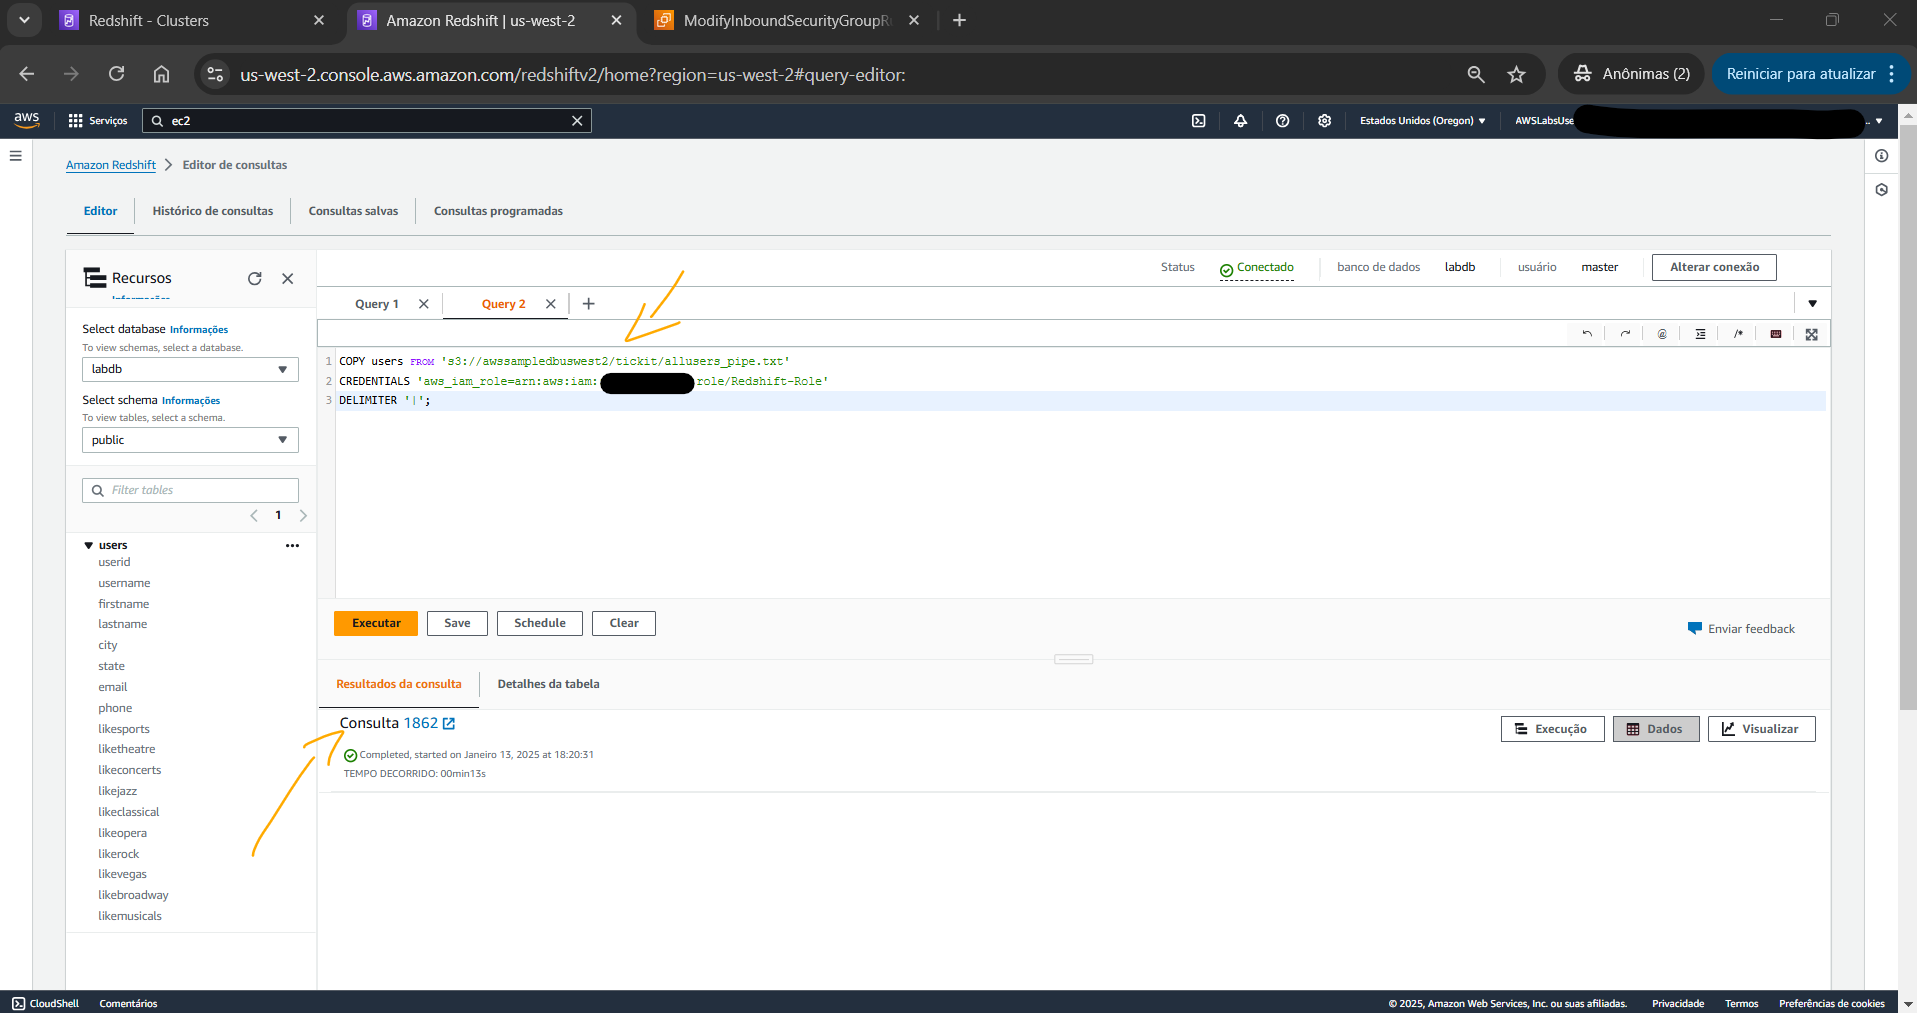 Redshift - Clusters
Amazon Redshift | us-west-2
ModifyInboundSecurityGroupR
us-west-2.console.aws.amazon.com/redshiftv2/home?region=us-west-2#query-editor:
Anônimas (2)
Reiniciar para atualizar
aws
Serviços
ec2
Estados Unidos (Oregon)
AWSLabsUse
Amazon Redshift
Editor de consultas
Editor
Histórico de consultas
Consultas salvas
Consultas programadas
Recursos
Informações
Status
Conectado
banco de dados
labdb
usuário
master
Alterar conexão
Query 1
Query 2
Select database Informações
To view schemas, select a database.
labdb
Select schema Informações
To view tables, select a schema.
public
Filter tables
1
users
userid
username
firstname
lastname
city
state
email
phone
likesports
liketheatre
likeconcerts
likejazz
likeclassical
likeopera
likerock
likevegas
likebroadway
likemusicals
/*
1 COPY users FROM 's3://awssampledbuswest2/tickit/allusers_pipe.txt'
2 CREDENTIALS 'aws_iam_role=arn:aws:iam: role/Redshift-Role'
3 DELIMITER '|';
Executar
Save
Schedule
Clear
Enviar feedback
Resultados da consulta
Detalhes da tabela
Consulta 1862
Execução
Dados
Visualizar
Completed, started on Janeiro 13, 2025 at 18:20:31
TEMPO DECORRIDO: 00min13s
CloudShell
Comentários
© 2025, Amazon Web Services, Inc. ou suas afiliadas.
Privacidade
Termos
Preferências de cookies